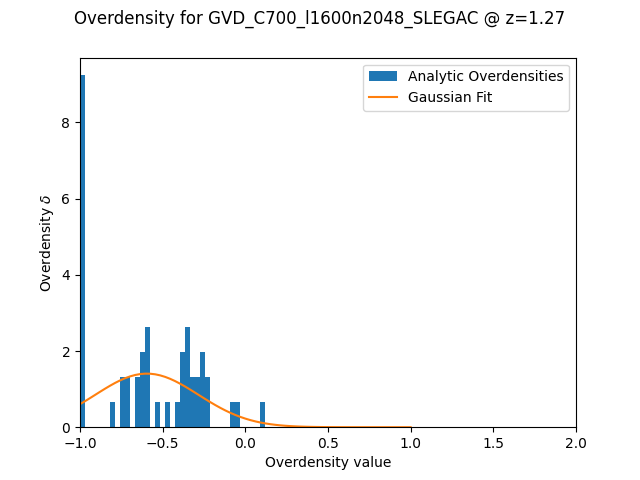 Overdensity for GVD_C700_l1600n2048_SLEGAC @ z=1.27
Analytic Overdensities
Gaussian Fit
Overdensity δ
8
6
4
2
0
−1.0 −0.5 0.0 0.5 1.0 1.5 2.0
Overdensity value